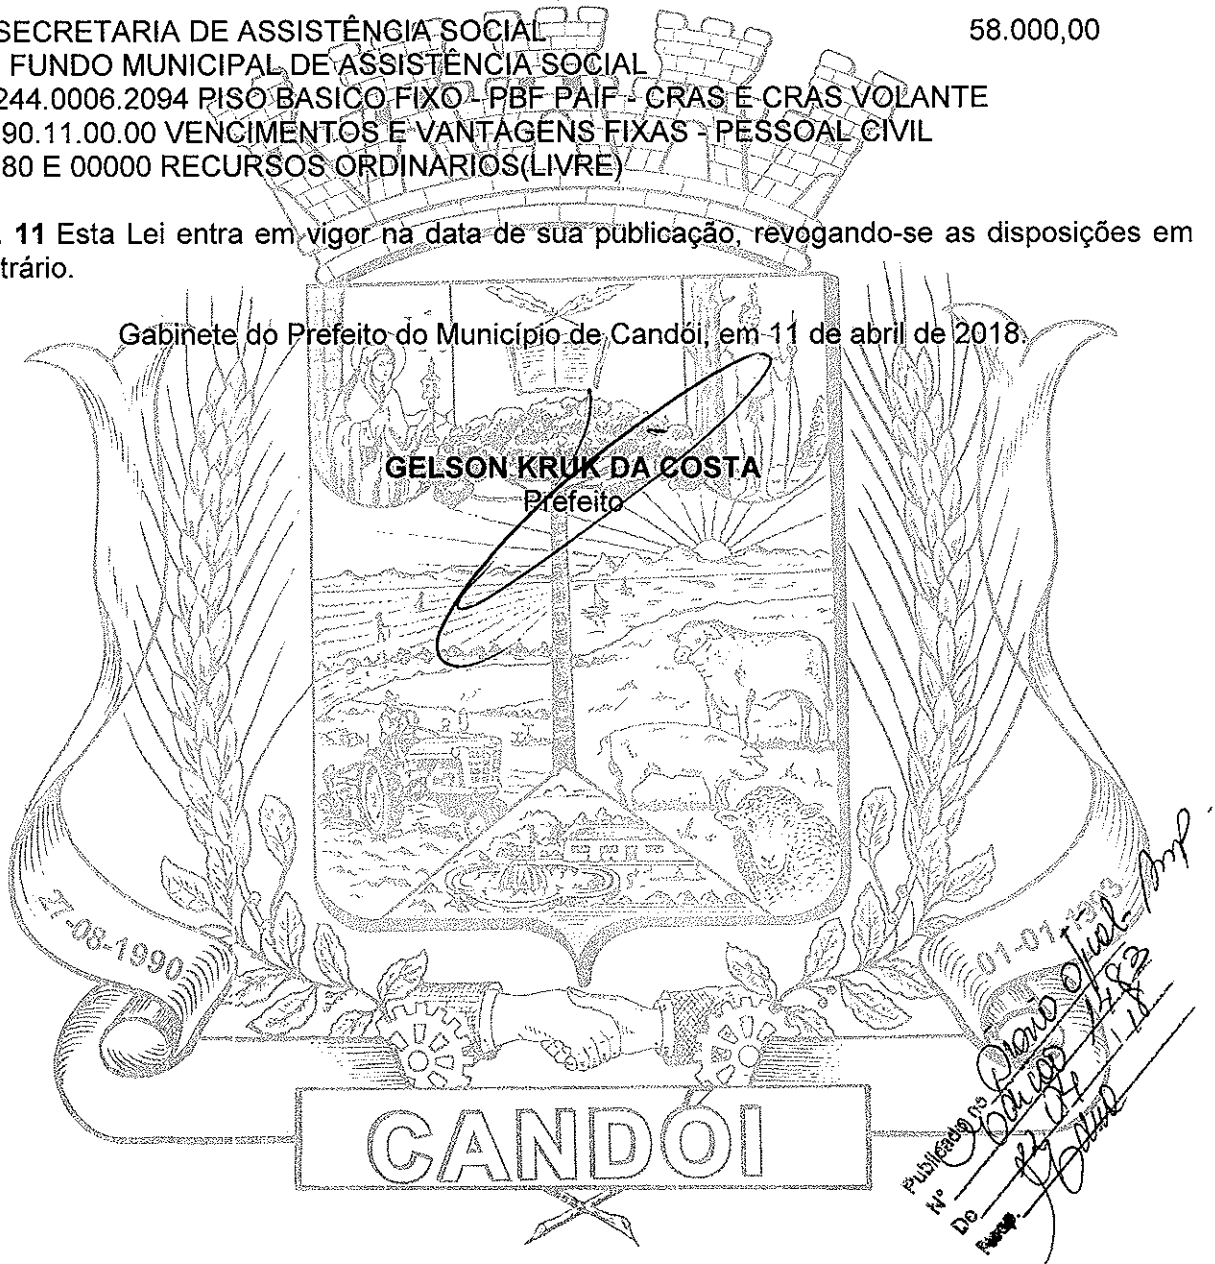 SECRETARIA DE ASSISTÊNCIA SOCIAL 58.000,00
FUNDO MUNICIPAL DE ASSISTÊNCIA SOCIAL
244.0006.2094 PISO BASICO FIXO - PBF PAIF - CRAS E CRAS VOLANTE
90.11.00.00 VENCIMENTOS E VANTAGENS FIXAS - PESSOAL CIVIL
80 E 00000 RECURSOS ORDINARIOS(LIVRE)
. 11 Esta Lei entra em vigor na data de sua publicação, revogando-se as disposições em
trário.
Gabinete do Prefeito do Município de Candói, em 11 de abril de 2018.
GELSON KRUK DA COSTA
Prefeito
27-08-1990
01-01-1993
CANDÓI
Publicado no
Nº 1483
De